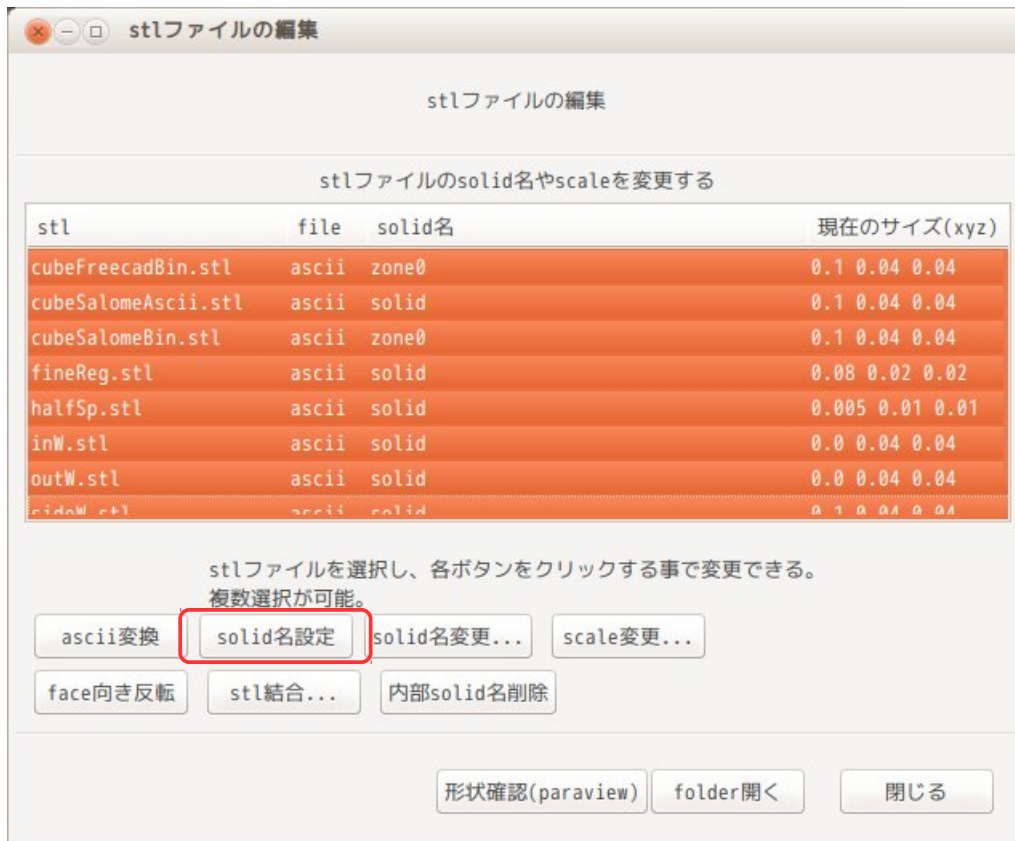 stlファイルの編集
stlファイルの編集
stlファイルのsolid名やscaleを変更する
stl file solid名 現在のサイズ(xyz)
cubeFreecadBin.stl ascii zone0 0.1 0.04 0.04
cubeSalomeAscii.stl ascii solid 0.1 0.04 0.04
cubeSalomeBin.stl ascii zone0 0.1 0.04 0.04
fineReg.stl ascii solid 0.08 0.02 0.02
halfSp.stl ascii solid 0.005 0.01 0.01
inW.stl ascii solid 0.0 0.04 0.04
outW.stl ascii solid 0.0 0.04 0.04
sideW.stl ascii solid 0.1 0.04 0.04
stlファイルを選択し、各ボタンをクリックする事で変更できる。
複数選択が可能。
ascii変換 solid名設定 solid名変更... scale変更...
face向き反転 stl結合... 内部solid名削除
形状確認(paraview) folder開く 閉じる